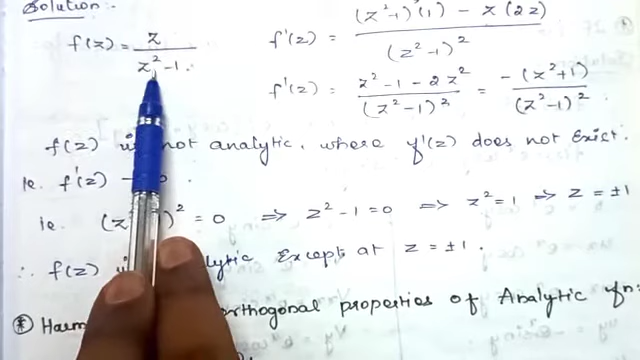 Solution:-
f(z) = z / z² - 1 .
f'(z) = (z²-1)(1) - z(2z) / (z²-1)²
f'(z) = z² - 1 - 2z² / (z²-1)² = -(z²+1) / (z²-1)² .
f(z) is not analytic, where f'(z) does not Exist.
ie. f'(z) → .
ie. (z² )² = 0 ⇒ z² - 1 = 0 ⇒ z² = 1 ⇒ z = ±1
∴ f(z) Except at z = ±1 .
orthogonal properties of Analytic fn: